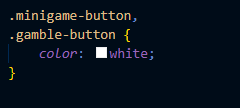 .minigame-button,
.gamble-button {
    color: white;
}